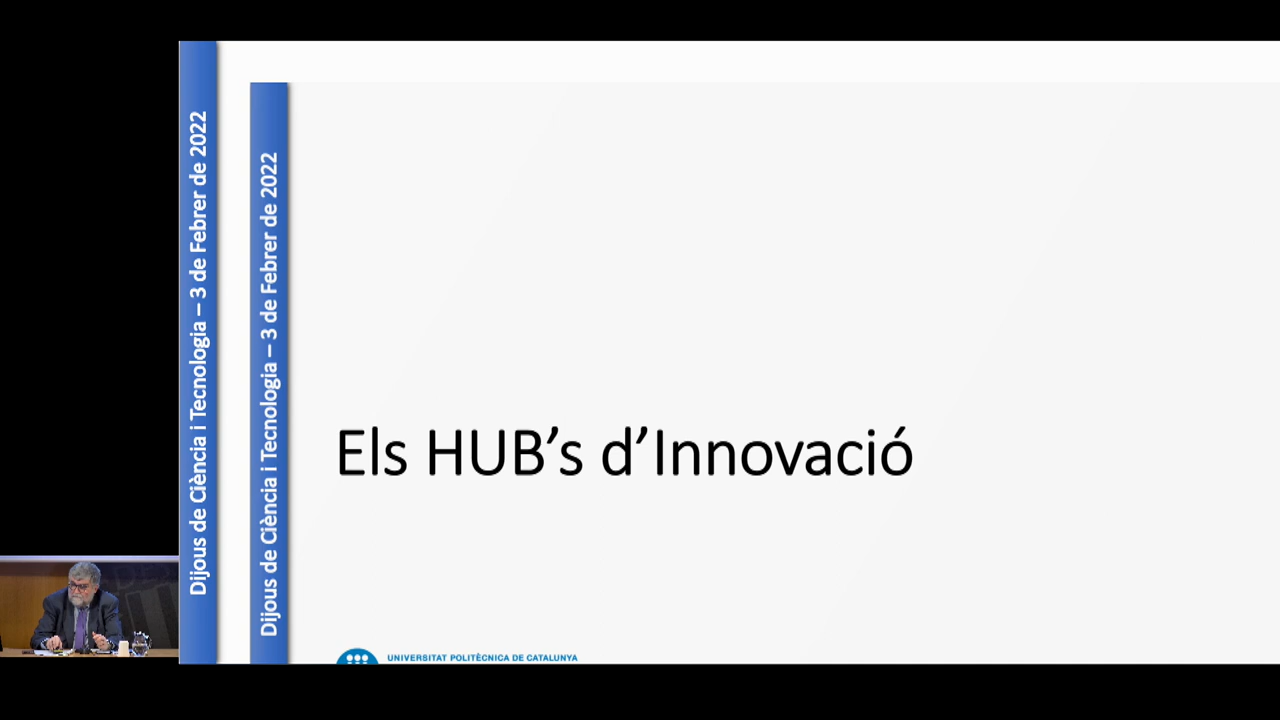 Dijous de Ciència i Tecnologia – 3 de Febrer de 2022
Dijous de Ciència i Tecnologia – 3 de Febrer de 2022
Els HUB’s d’Innovació
UNIVERSITAT POLITÈCNICA DE CATALUNYA